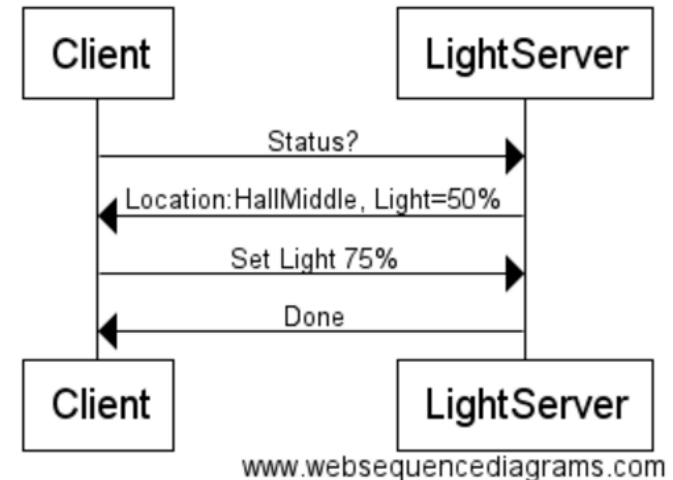 Client LightServer
Status?
Location:HallMiddle, Light=50%
Set Light 75%
Done
Client LightServer
www.websequencediagrams.com